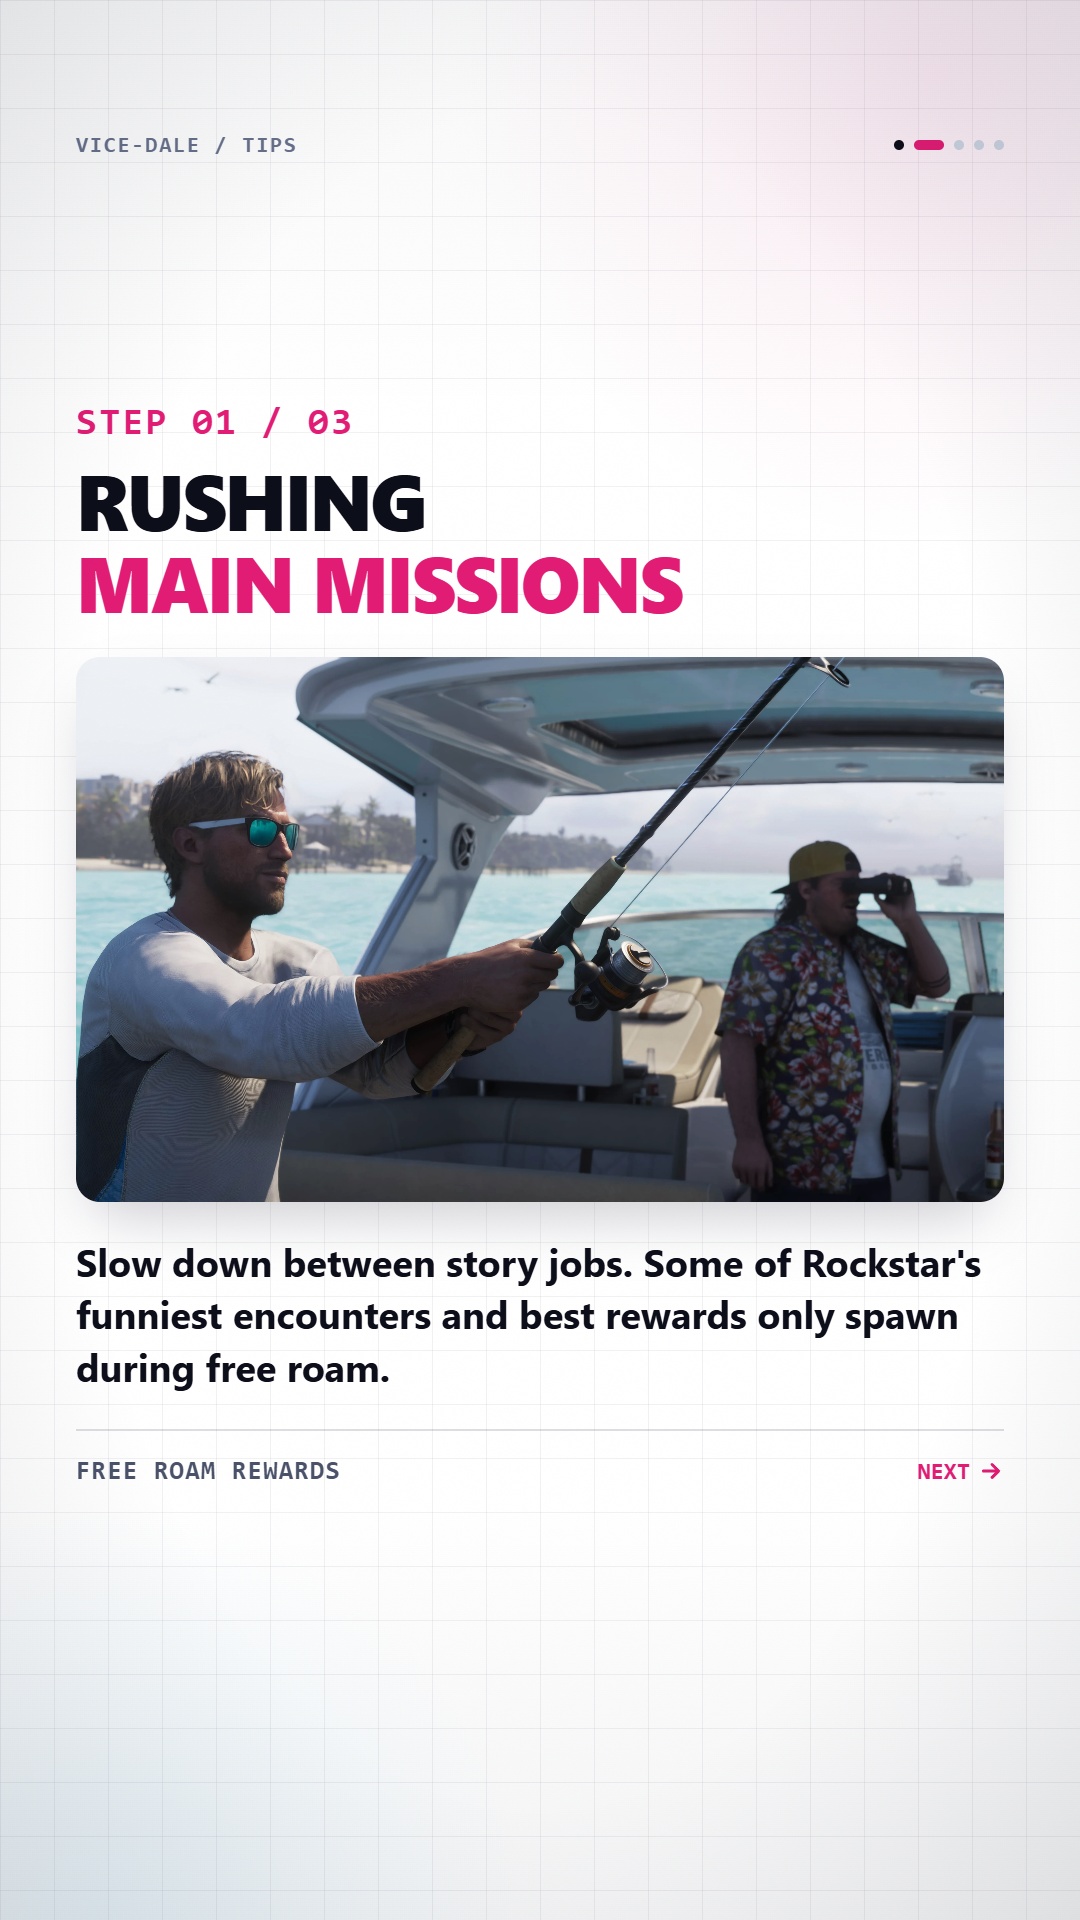 VICE-DALE / TIPS
STEP 01 / 03
RUSHING
MAIN MISSIONS
Slow down between story jobs. Some of Rockstar's
funniest encounters and best rewards only spawn
during free roam.
FREE ROAM REWARDS
NEXT →